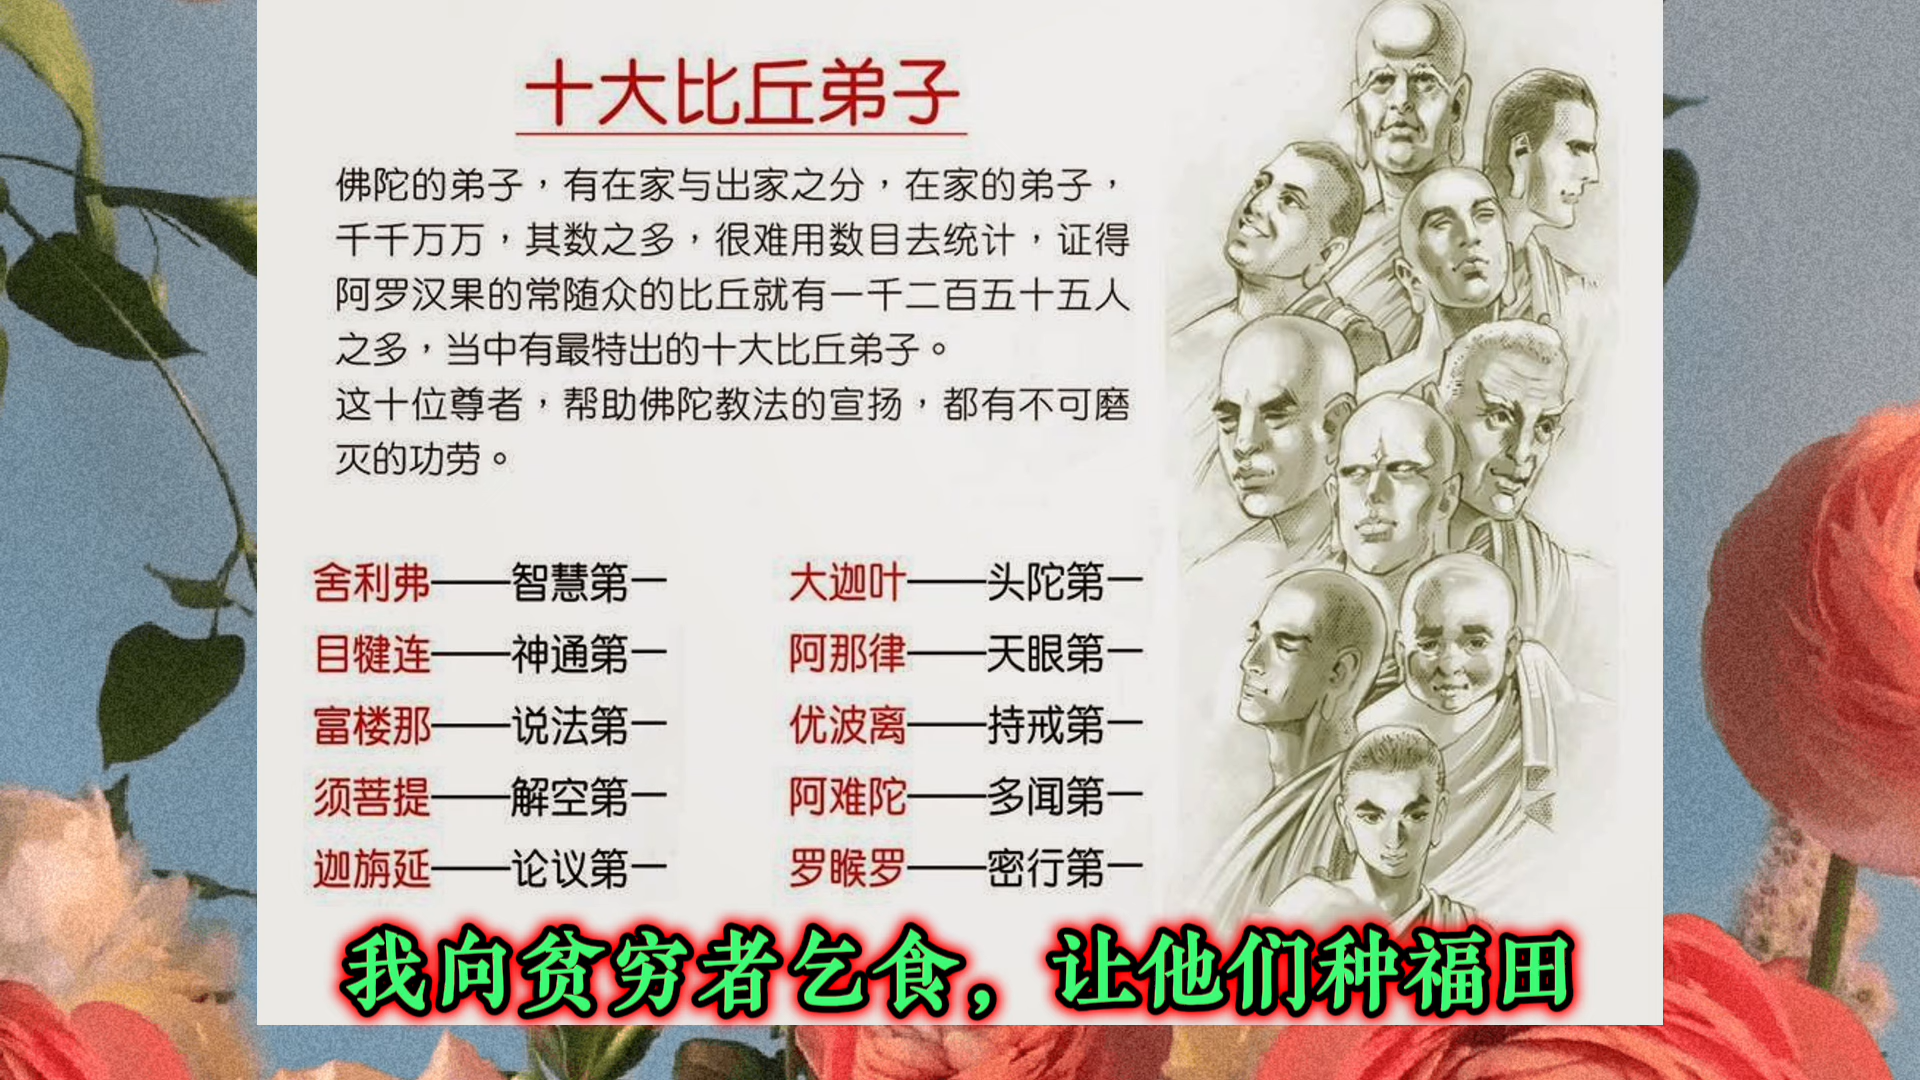 十大比丘弟子
佛陀的弟子，有在家与出家之分，在家的弟子，
千千万万，其数之多，很难用数目去统计，证得
阿罗汉果的常随众的比丘就有一千二百五十五人
之多，当中有最特出的十大比丘弟子。
这十位尊者，帮助佛陀教法的宣扬，都有不可磨
灭的功劳。
舍利弗——智慧第一
目犍连——神通第一
富楼那——说法第一
须菩提——解空第一
迦旃延——论议第一
大迦叶——头陀第一
阿那律——天眼第一
优波离——持戒第一
阿难陀——多闻第一
罗睺罗——密行第一
我向贫穷者乞食，让他们种福田